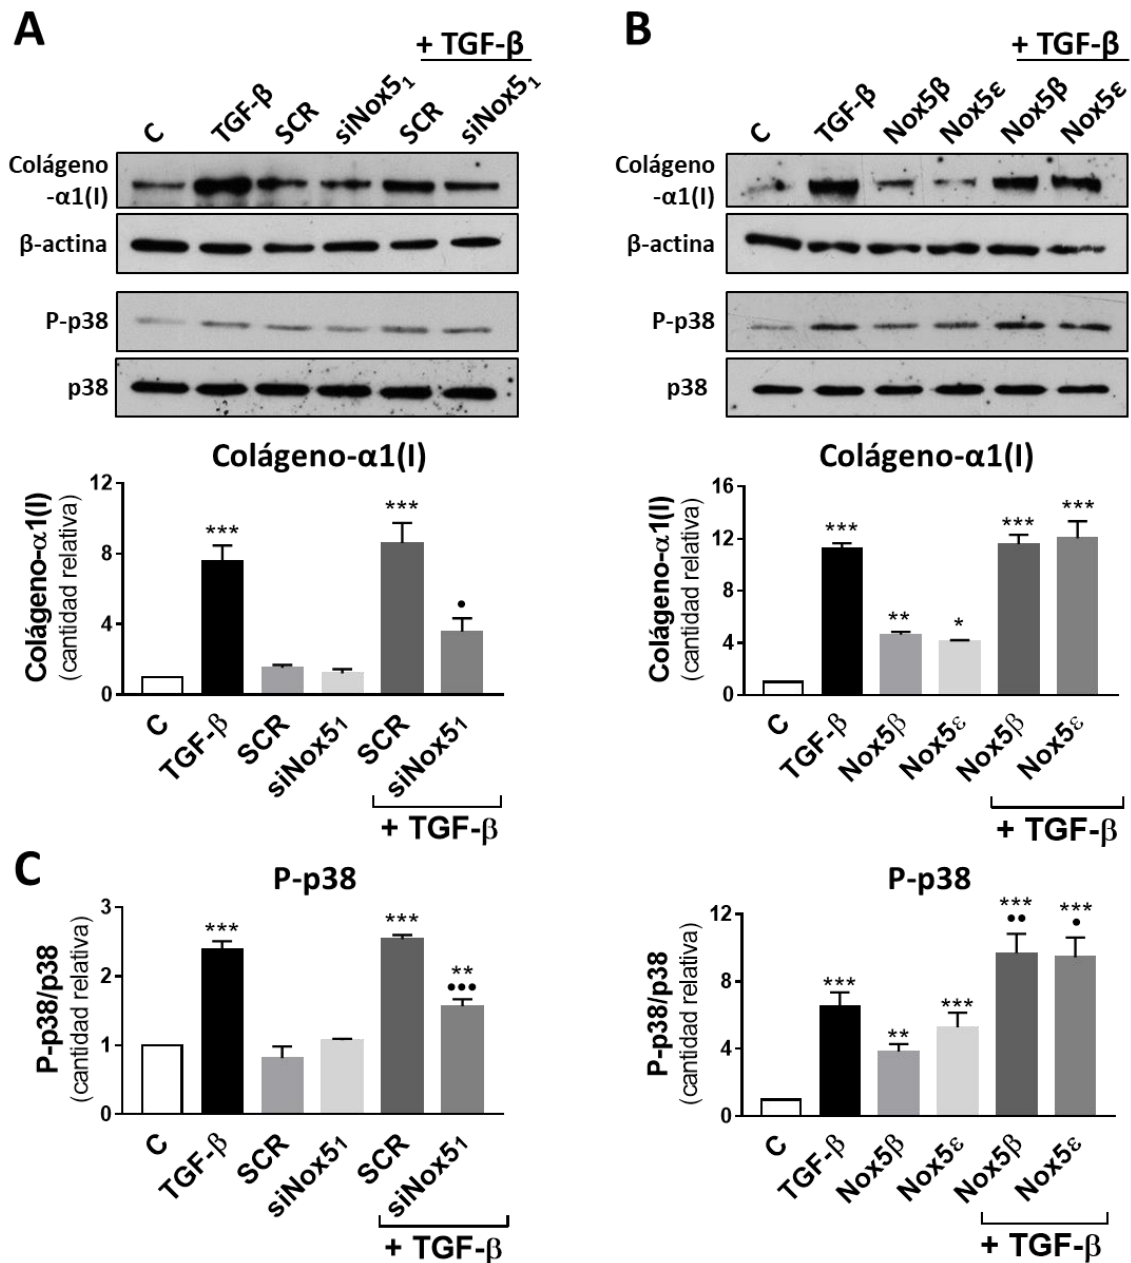 A
+ TGF-β
C TGF-β SCR siNox5₁ SCR siNox5₁
Colágeno
-α1(I)
β-actina
P-p38
p38
Colágeno-α1(I)
Colágeno-α1(I)
(cantidad relativa)
12
8
4
0
*** *** •
C TGF-β SCR siNox51 SCR siNox51
+ TGF-β
B
+ TGF-β
C TGF-β Nox5β Nox5ε Nox5β Nox5ε
Colágeno
-α1(I)
β-actina
P-p38
p38
Colágeno-α1(I)
Colágeno-α1(I)
(cantidad relativa)
16
12
8
4
0
*** ** * *** ***
C TGF-β Nox5β Nox5ε Nox5β Nox5ε
+ TGF-β
C
P-p38
P-p38/p38
(cantidad relativa)
3
2
1
0
*** *** **
•••
C TGF-β SCR siNox51 SCR siNox51
+ TGF-β
P-p38
P-p38/p38
(cantidad relativa)
12
8
4
0
*** ** *** *** ***
•• •
C TGF-β Nox5β Nox5ε Nox5β Nox5ε
+ TGF-β